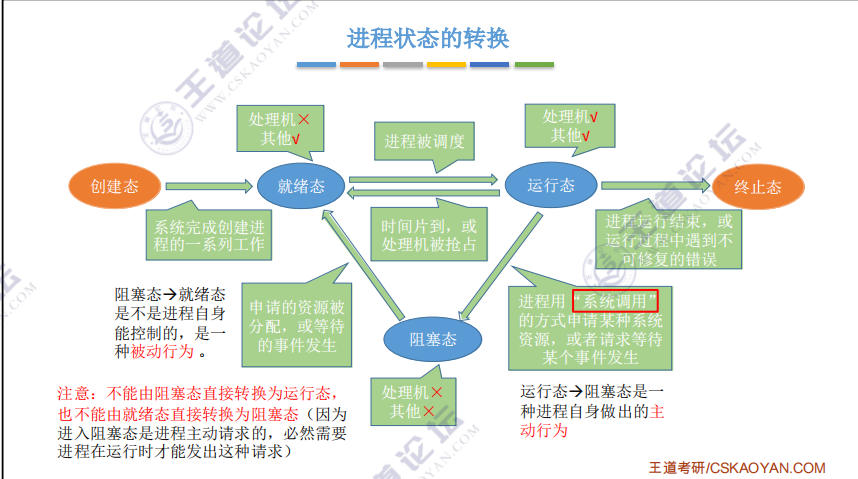 进程状态的转换
处理机×
其他√
进程被调度
处理机√
其他√
创建态
就绪态
运行态
终止态
系统完成创建进
程的一系列工作
时间片到，或
处理机被抢占
进程运行结束，或
运行过程中遇到不
可修复的错误
阻塞态→就绪态
是不是进程自身
能控制的，是一
种被动行为 。
申请的资源被
分配，或等待
的事件发生
进程用“系统调用”
的方式申请某种系统
资源，或者请求等待
某个事件发生
阻塞态
处理机×
其他×
注意：不能由阻塞态直接转换为运行态，
也不能由就绪态直接转换为阻塞态（因为
进入阻塞态是进程主动请求的，必然需要
进程在运行时才能发出这种请求）
运行态→阻塞态是一
种进程自身做出的主
动行为
王道考研/CSKAOYAN.COM
王道论坛
WWW.CSKAOYAN.COM